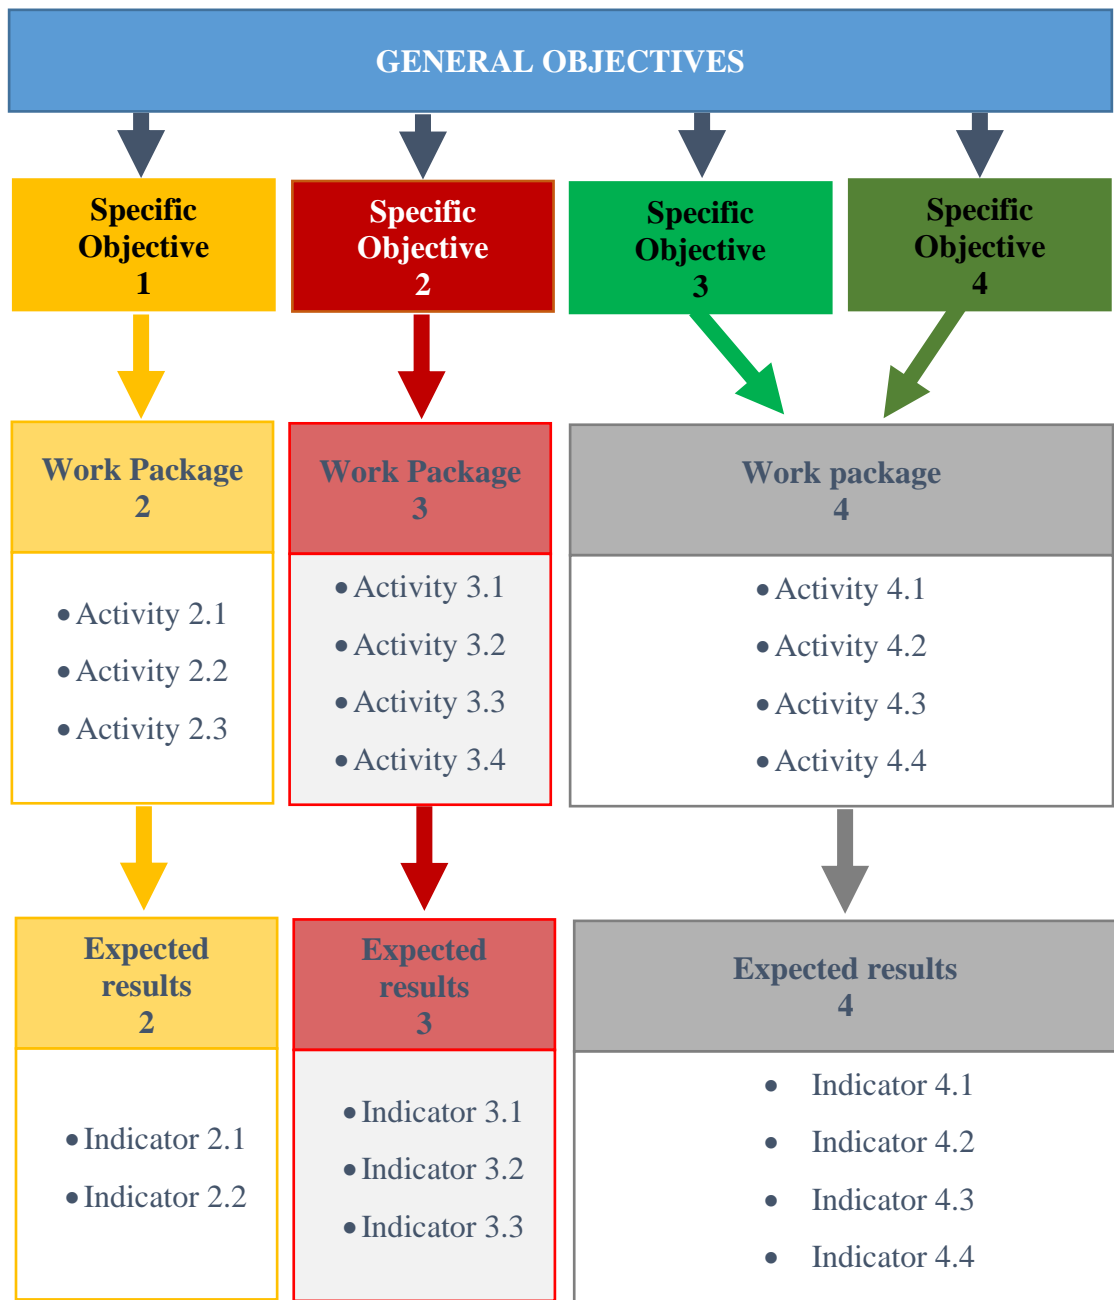 GENERAL OBJECTIVES
Specific
Objective
1
Specific
Objective
2
Specific
Objective
3
Specific
Objective
4
Work Package
2
• Activity 2.1
• Activity 2.2
• Activity 2.3
Work Package
3
• Activity 3.1
• Activity 3.2
• Activity 3.3
• Activity 3.4
Work package
4
• Activity 4.1
• Activity 4.2
• Activity 4.3
• Activity 4.4
Expected
results
2
• Indicator 2.1
• Indicator 2.2
Expected
results
3
• Indicator 3.1
• Indicator 3.2
• Indicator 3.3
Expected results
4
• Indicator 4.1
• Indicator 4.2
• Indicator 4.3
• Indicator 4.4